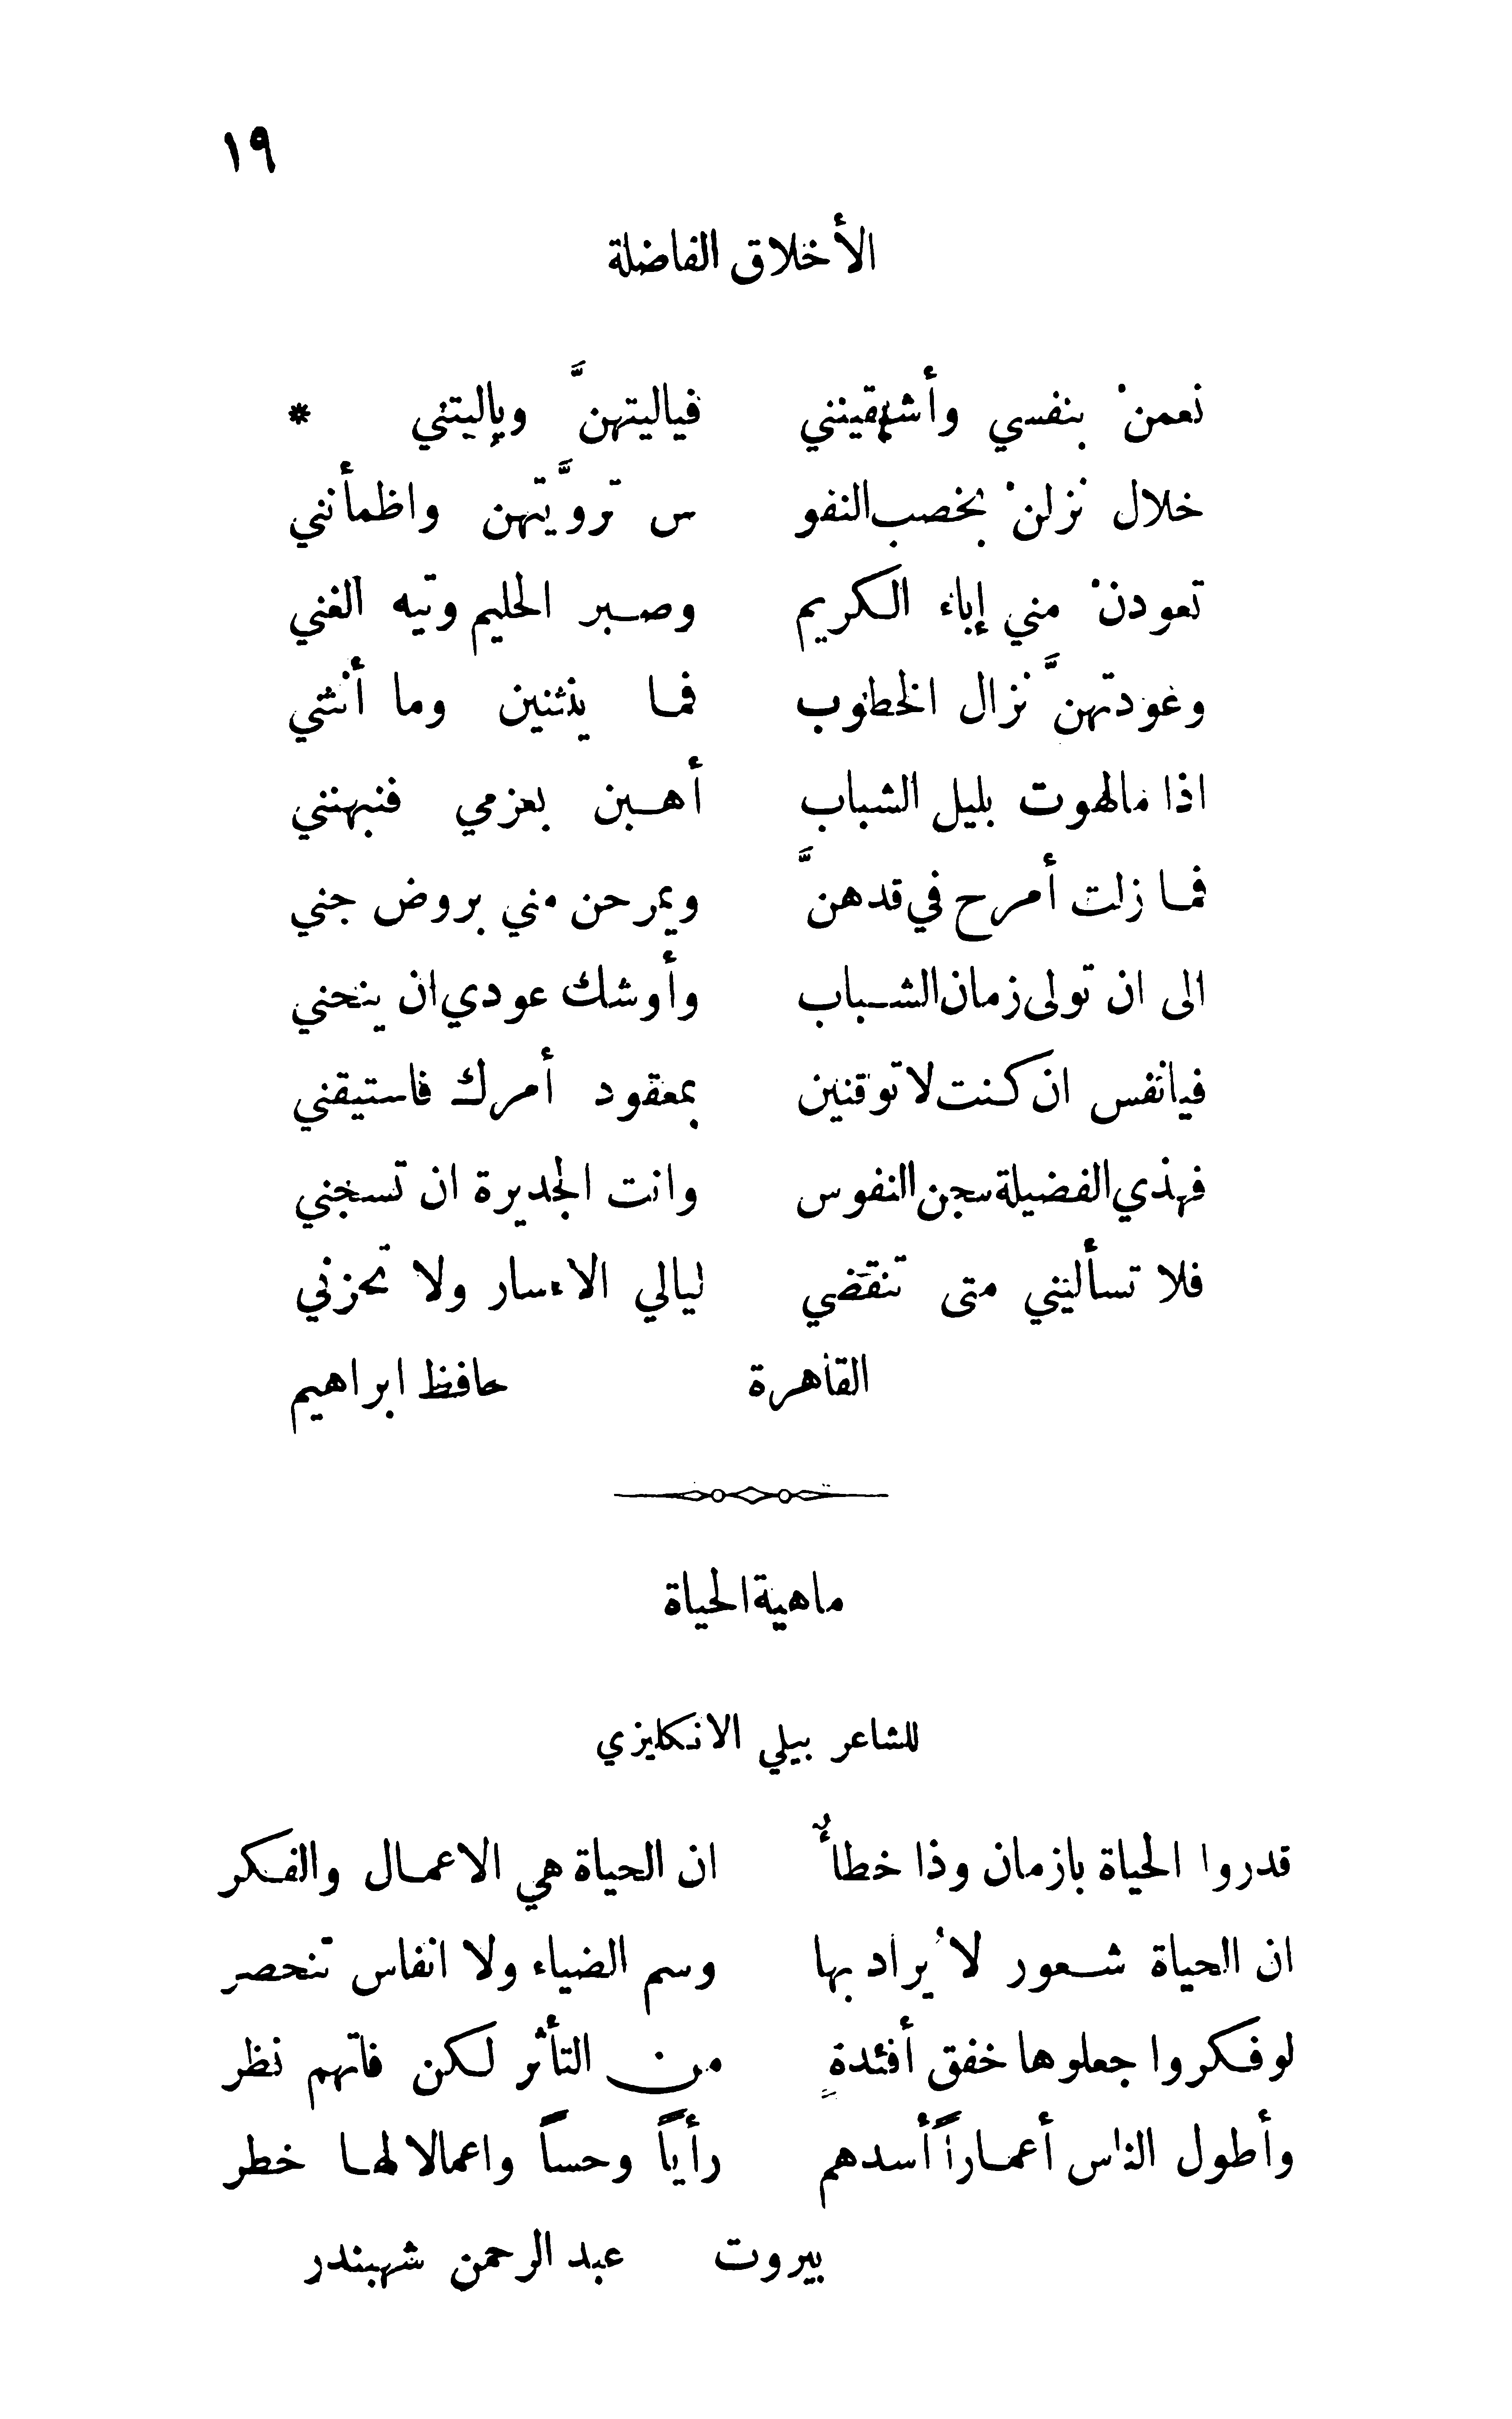 ١٩
الأخلاق الفاضلة
نعمنْ بنفسي وأشقينني فياليتهنَّ وياليتني *
خلال نزلنْ بخصب النفو س ترويَّتهن واظمأنني
تعودنْ مني إباء الكريم وصبر الحليم وتيه الغني
وعودتهنَّ نزال الخطوب فما ينثنين وما أنثني
اذا مالهوت بليل الشباب أهبن بعزمي فنبهنني
فما زلت أمرح في قدهنَّ ويمرحن مني بروض جني
الى ان تولى زمان الشباب وأوشك عودي ان ينحني
فيانفس ان كنت لا توقنين بمعقود أمرك فاستيقني
فهذي الفضيلة سجن النفوس وانت الجديرة ان تسجني
فلا تسأليني متى تنقضي ليالي الاسار ولا تحزني
القاهرة حافظ ابراهيم
ماهية الحياة
للشاعر بيلي الانكليزي
قدروا الحياة بازمان وذا خطأٌ ان الحياة هي الاعمال والفكر
ان الحياة شعور لا يُراد بها وسم الضياء ولا انفاس تنحصر
لو فكروا جعلوها خفق أفئدةٍ من التأثر لكن فاتهم نظر
وأطول الناس أعماراً أسدهم رأياً وحساً واعمالا لها خطر
بيروت عبد الرحمن شهبندر